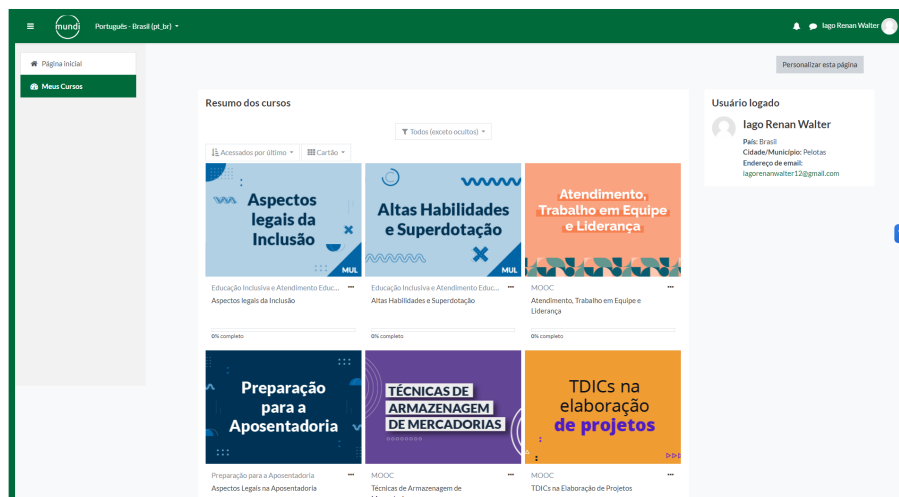 mundi
Português - Brasil (pt_br)
Iago Renan Walter
Página inicial
Meus Cursos
Personalizar esta página
Resumo dos cursos
Todos (exceto ocultos)
Acessados por último
Cartão
Aspectos
legais da
Inclusão
MUL
Educação Inclusiva e Atendimento Educ...
Aspectos legais da Inclusão
0% completo
Altas Habilidades
e Superdotação
MUL
Educação Inclusiva e Atendimento Educ...
Altas Habilidades e Superdotação
0% completo
Atendimento,
Trabalho em Equipe
e Liderança
MOOC
Atendimento, Trabalho em Equipe e
Liderança
0% completo
Preparação
para a
Aposentadoria
Preparação para a Aposentadoria
Aspectos Legais na Aposentadoria
TÉCNICAS DE
ARMAZENAGEM
DE MERCADORIAS
MOOC
Técnicas de Armazenagem de
TDICs na
elaboração
de projetos
MOOC
TDICs na Elaboração de Projetos
Usuário logado
Iago Renan Walter
País: Brasil
Cidade/Município: Pelotas
Endereço de email:
iagorenanwalter12@gmail.com